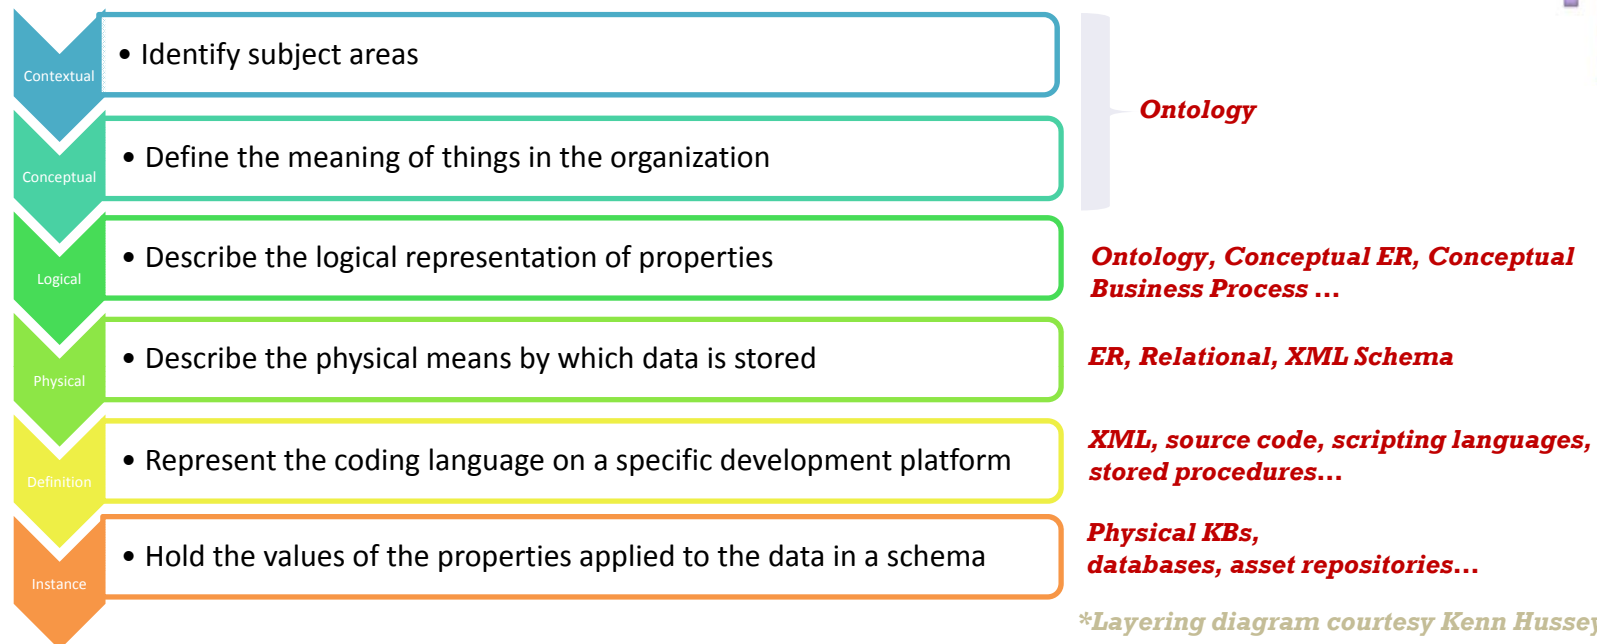 Contextual
• Identify subject areas
Ontology
Conceptual
• Define the meaning of things in the organization
Logical
• Describe the logical representation of properties
Ontology, Conceptual ER, Conceptual
Business Process ...
Physical
• Describe the physical means by which data is stored
ER, Relational, XML Schema
Definition
• Represent the coding language on a specific development platform
XML, source code, scripting languages,
stored procedures...
Instance
• Hold the values of the properties applied to the data in a schema
Physical KBs,
databases, asset repositories...
*Layering diagram courtesy Kenn Hussey